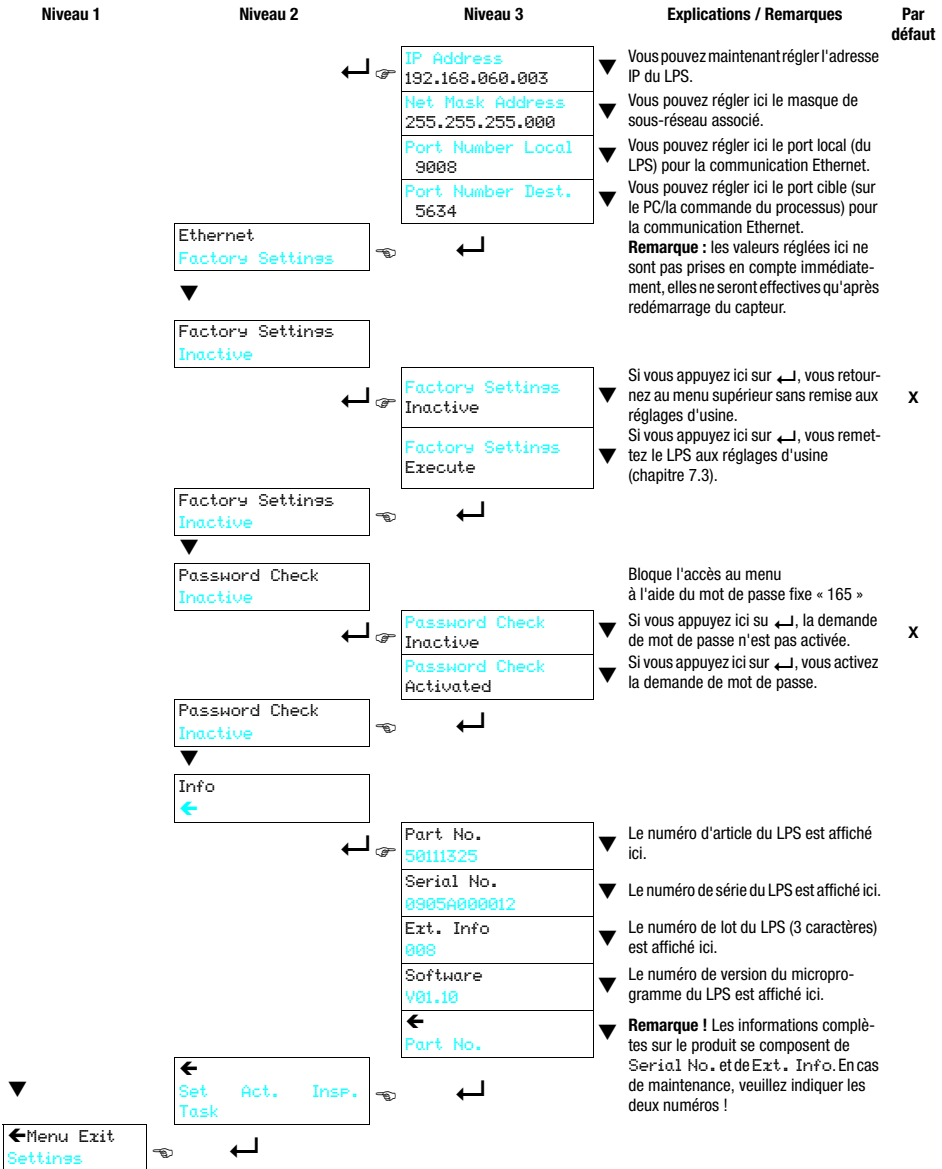 Niveau 1 Niveau 2 Niveau 3 Explications / Remarques Par
défaut
IP Address
192.168.060.003
Vous pouvez maintenant régler l'adresse
IP du LPS.
Net Mask Address
255.255.255.000
Vous pouvez régler ici le masque de
sous-réseau associé.
Port Number Local
9008
Vous pouvez régler ici le port local (du
LPS) pour la communication Ethernet.
Port Number Dest.
5634
Vous pouvez régler ici le port cible (sur
le PC/la commande du processus) pour
la communication Ethernet.
Ethernet
Factory Settings
Remarque : les valeurs réglées ici ne
sont pas prises en compte immédiate-
ment, elles ne seront effectives qu'après
redémarrage du capteur.
Factory Settings
Inactive
Factory Settings
Inactive
Si vous appuyez ici sur ↵, vous retour-
nez au menu supérieur sans remise aux
réglages d'usine.
X
Factory Settings
Execute
Si vous appuyez ici sur ↵, vous remet-
tez le LPS aux réglages d'usine
(chapitre 7.3).
Factory Settings
Inactive
Password Check
Inactive
Bloque l'accès au menu
à l'aide du mot de passe fixe « 165 »
Password Check
Inactive
Si vous appuyez ici su ↵, la demande
de mot de passe n'est pas activée.
X
Password Check
Activated
Si vous appuyez ici sur ↵, vous activez
la demande de mot de passe.
Password Check
Inactive
Info
←
Part No.
50111325
Le numéro d'article du LPS est affiché
ici.
Serial No.
0905A000012
Le numéro de série du LPS est affiché ici.
Ext. Info
008
Le numéro de lot du LPS (3 caractères)
est affiché ici.
Software
V01.10
Le numéro de version du micropro-
gramme du LPS est affiché ici.
←
Part No.
Remarque ! Les informations complè-
tes sur le produit se composent de
Serial No. et de Ext. Info. En cas
de maintenance, veuillez indiquer les
deux numéros !
←
Set Act. Insp.
Task
←Menu Exit
Settings